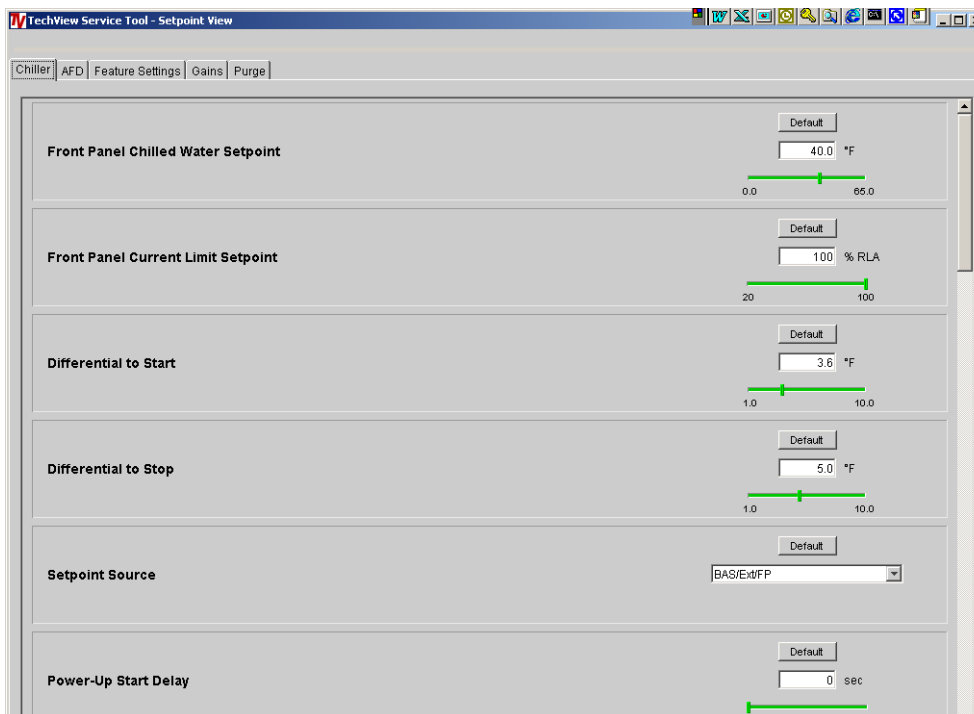 TV TechView Service Tool - Setpoint View
Chiller AFD Feature Settings Gains Purge
Default
Front Panel Chilled Water Setpoint 40.0 °F
0.0 65.0
Default
Front Panel Current Limit Setpoint 100 % RLA
20 100
Default
Differential to Start 3.6 °F
1.0 10.0
Default
Differential to Stop 5.0 °F
1.0 10.0
Default
Setpoint Source BAS/Ext/FP
Default
Power-Up Start Delay 0 sec